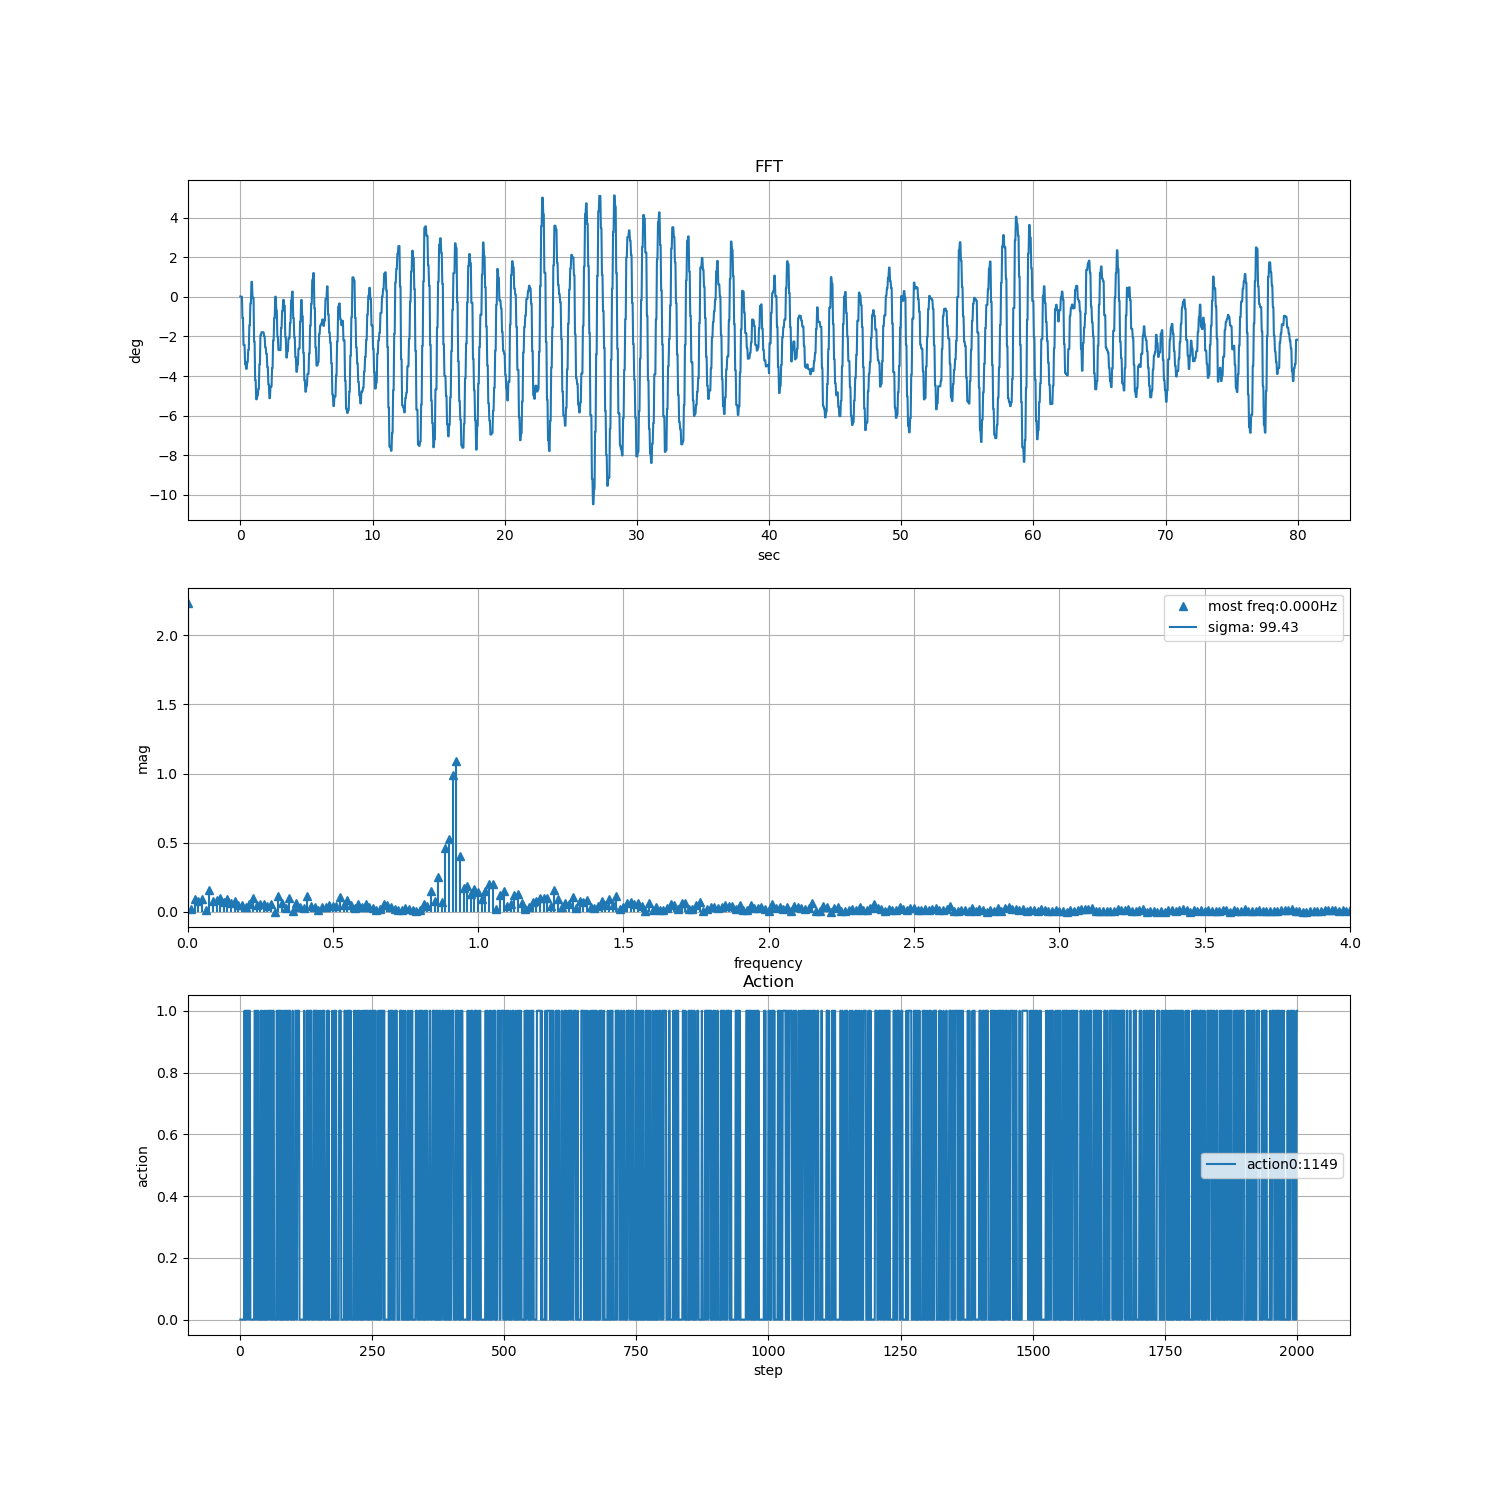 FFT
4
2
0
−2
−4
−6
−8
−10
deg
0 10 20 30 40 50 60 70 80
sec
most freq:0.000Hz
sigma: 99.43
2.0
1.5
1.0
0.5
0.0
mag
0.0 0.5 1.0 1.5 2.0 2.5 3.0 3.5 4.0
frequency
Action
1.0
0.8
0.6
0.4
0.2
0.0
action
action0:1149
0 250 500 750 1000 1250 1500 1750 2000
step